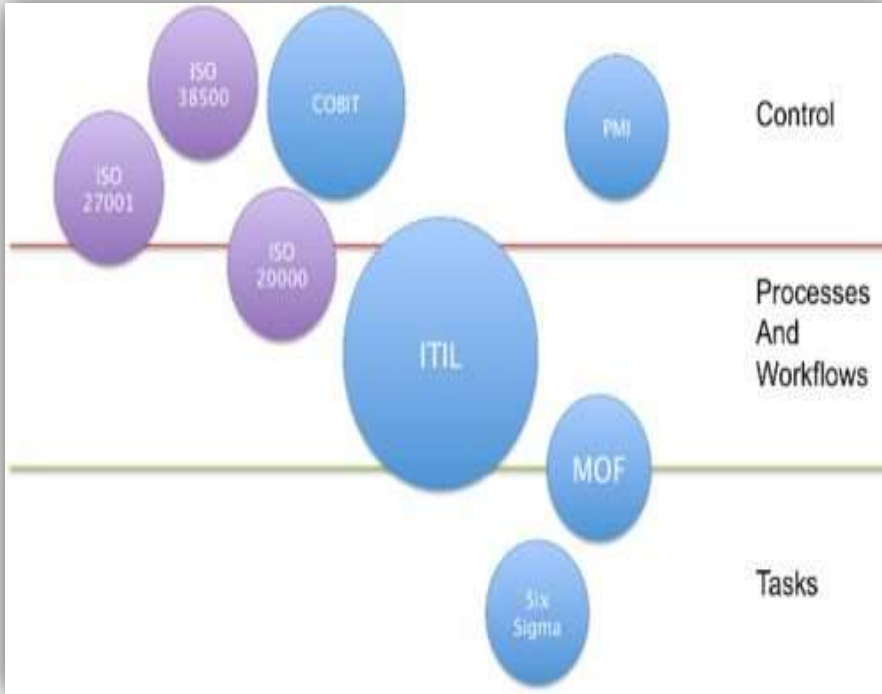 ISO
38500
COBIT
PMI
Control
ISO
27001
ISO
20000
Processes
And
Workflows
ITIL
MOF
Tasks
Six
Sigma